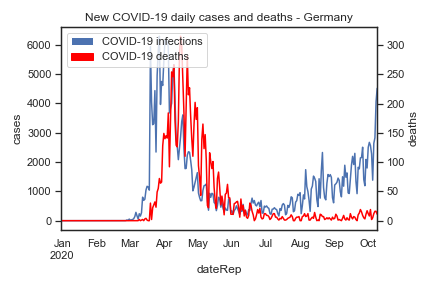 New COVID-19 daily cases and deaths - Germany
COVID-19 infections
COVID-19 deaths
6000
5000
4000
3000
2000
1000
0
cases
300
250
200
150
100
50
0
deaths
Jan Feb Mar Apr May Jun Jul Aug Sep Oct
2020
dateRep